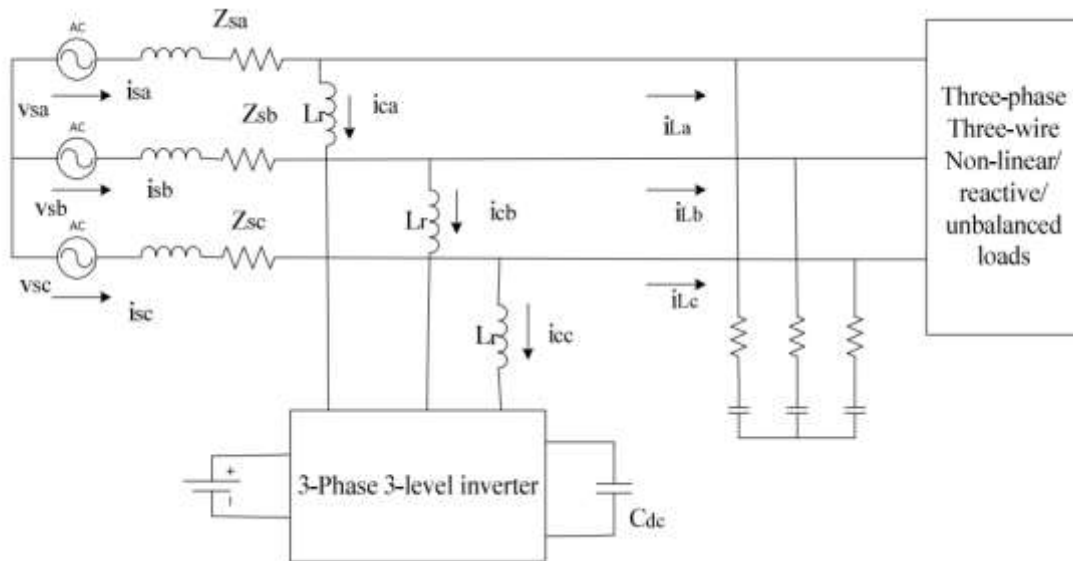 AC
Zsa
vsa
isa
Lr
ica
AC
Zsb
iLa
vsb
isb
Lr
icb
AC
Zsc
iLb
vsc
isc
iLc
Lr
icc
Three-phase
Three-wire
Non-linear/
reactive/
unbalanced
loads
+
3-Phase 3-level inverter
Cdc